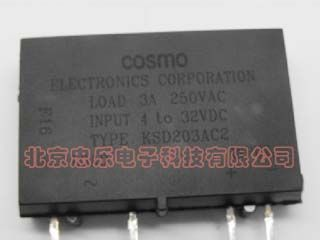 cosmo
ELECTRONICS CORPORATION
LOAD 3A 250VAC
INPUT 4 to 32VDC
TYPE KSD203AC2
北京忠乐电子科技有限公司
~ + -